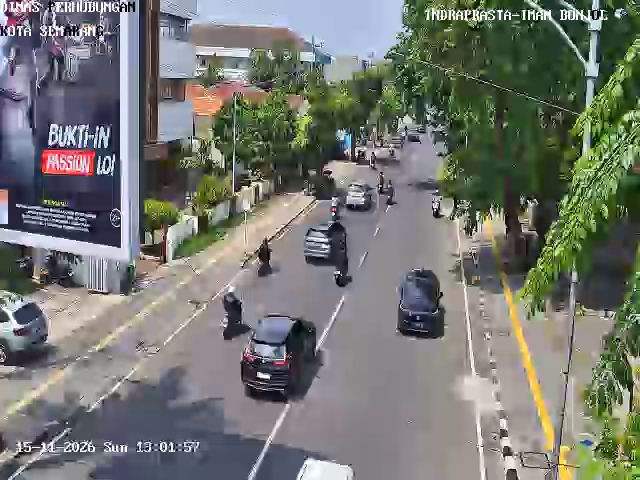 DINAS PERHUBUNGAN
KOTA SEMARANG
INDRAPRASTA-IMAM BONJOL
BUKTI-IN
PASSION LO!
15-11-2026 Sun 13:01:57